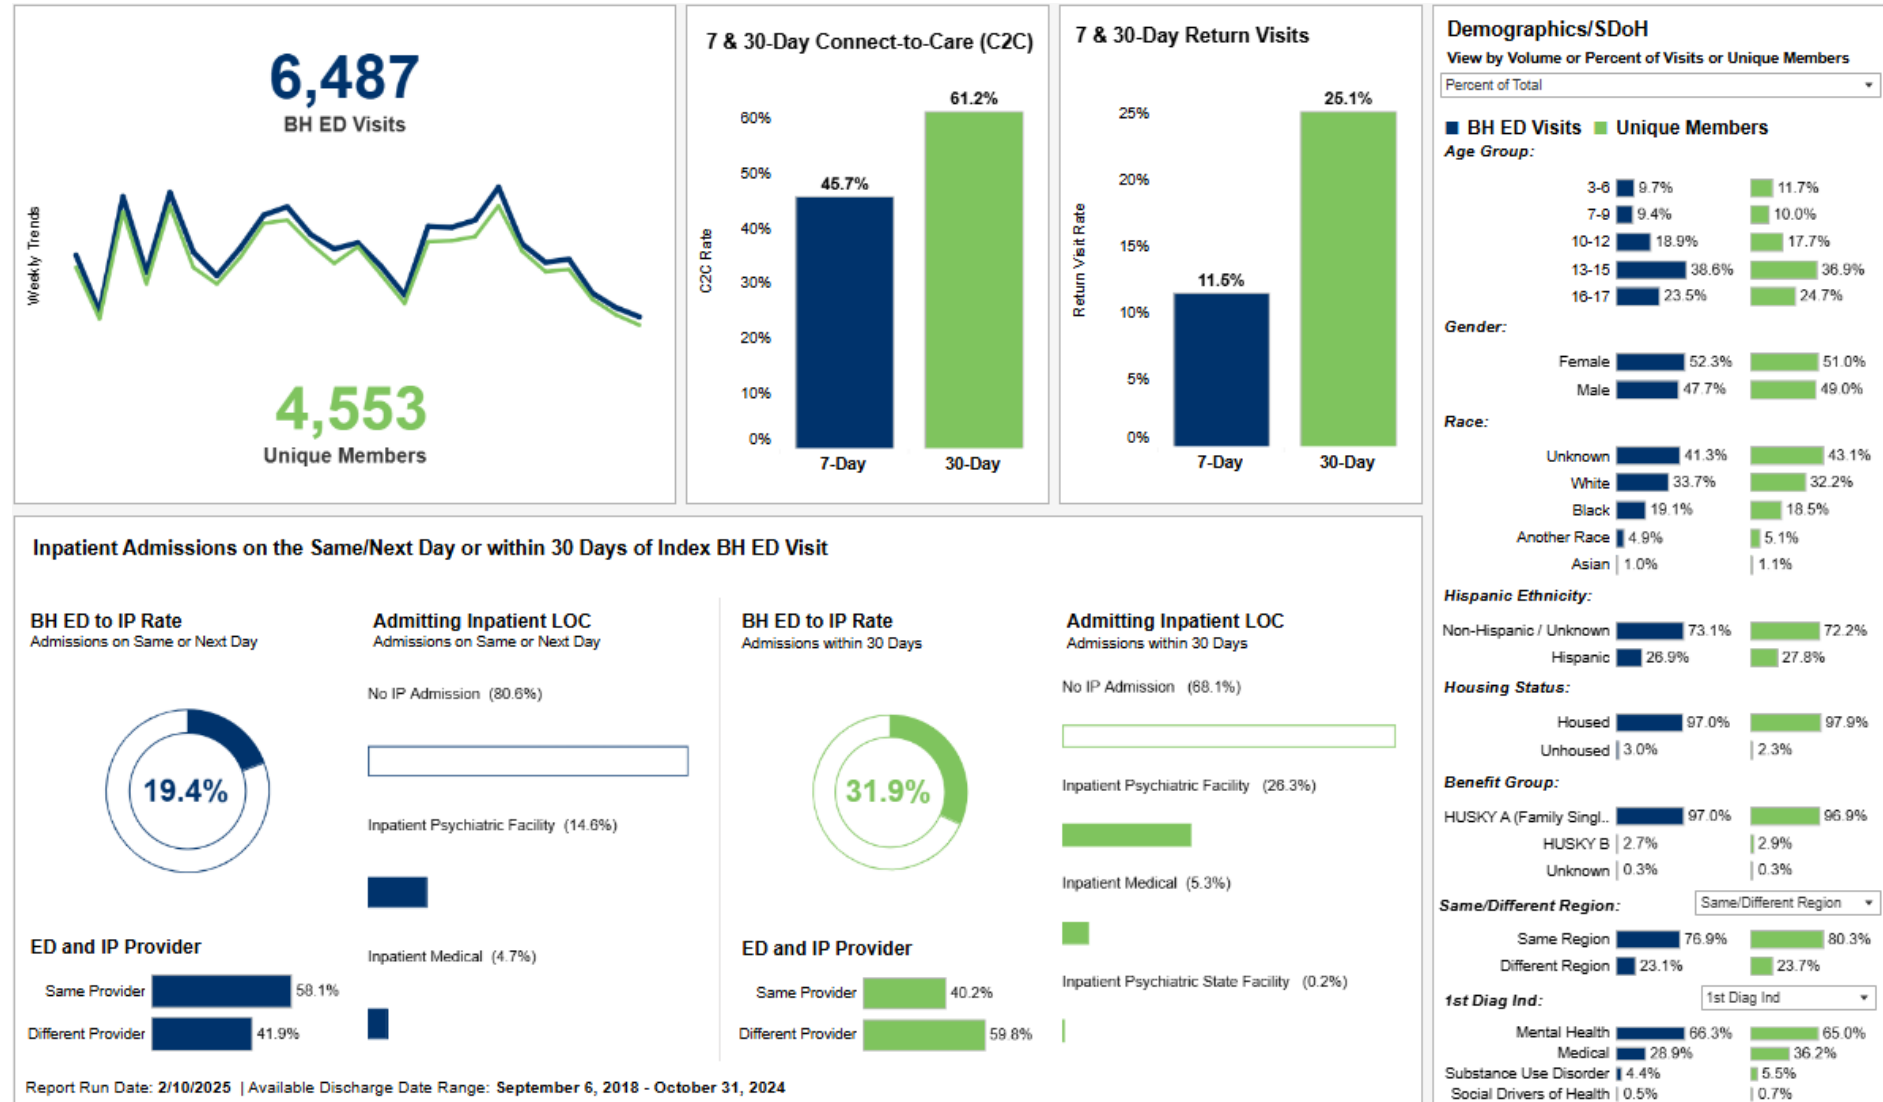 6,487
BH ED Visits
Weekly Trends
4,553
Unique Members
7 & 30-Day Connect-to-Care (C2C)
C2C Rate
60%
50%
40%
30%
20%
10%
0%
45.7%
61.2%
7-Day
30-Day
7 & 30-Day Return Visits
Return Visit Rate
25%
20%
15%
10%
5%
0%
11.5%
25.1%
7-Day
30-Day
Inpatient Admissions on the Same/Next Day or within 30 Days of Index BH ED Visit
BH ED to IP Rate
Admissions on Same or Next Day
19.4%
ED and IP Provider
Same Provider 58.1%
Different Provider 41.9%
Admitting Inpatient LOC
Admissions on Same or Next Day
No IP Admission (80.6%)
Inpatient Psychiatric Facility (14.6%)
Inpatient Medical (4.7%)
BH ED to IP Rate
Admissions within 30 Days
31.9%
ED and IP Provider
Same Provider 40.2%
Different Provider 59.8%
Admitting Inpatient LOC
Admissions within 30 Days
No IP Admission (68.1%)
Inpatient Psychiatric Facility (26.3%)
Inpatient Medical (5.3%)
Inpatient Psychiatric State Facility (0.2%)
Report Run Date: 2/10/2025 | Available Discharge Date Range: September 6, 2018 - October 31, 2024
Demographics/SDoH
View by Volume or Percent of Visits or Unique Members
Percent of Total
BH ED Visits Unique Members
Age Group:
3-6 9.7% 11.7%
7-9 9.4% 10.0%
10-12 18.9% 17.7%
13-15 38.6% 36.9%
16-17 23.5% 24.7%
Gender:
Female 52.3% 51.0%
Male 47.7% 49.0%
Race:
Unknown 41.3% 43.1%
White 33.7% 32.2%
Black 19.1% 18.5%
Another Race 4.9% 5.1%
Asian 1.0% 1.1%
Hispanic Ethnicity:
Non-Hispanic / Unknown 73.1% 72.2%
Hispanic 26.9% 27.8%
Housing Status:
Housed 97.0% 97.9%
Unhoused 3.0% 2.3%
Benefit Group:
HUSKY A (Family Singl.. 97.0% 96.9%
HUSKY B 2.7% 2.9%
Unknown 0.3% 0.3%
Same/Different Region: Same/Different Region
Same Region 76.9% 80.3%
Different Region 23.1% 23.7%
1st Diag Ind: 1st Diag Ind
Mental Health 66.3% 65.0%
Medical 28.9% 36.2%
Substance Use Disorder 4.4% 5.5%
Social Drivers of Health 0.5% 0.7%